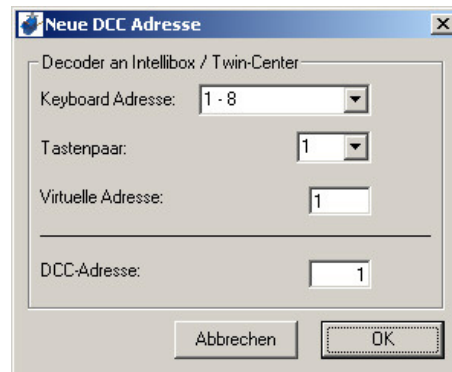 Neue DCC Adresse
Decoder an Intellibox / Twin-Center
Keyboard Adresse: 1 - 8
Tastenpaar: 1
Virtuelle Adresse: 1
DCC-Adresse: 1
Abbrechen OK